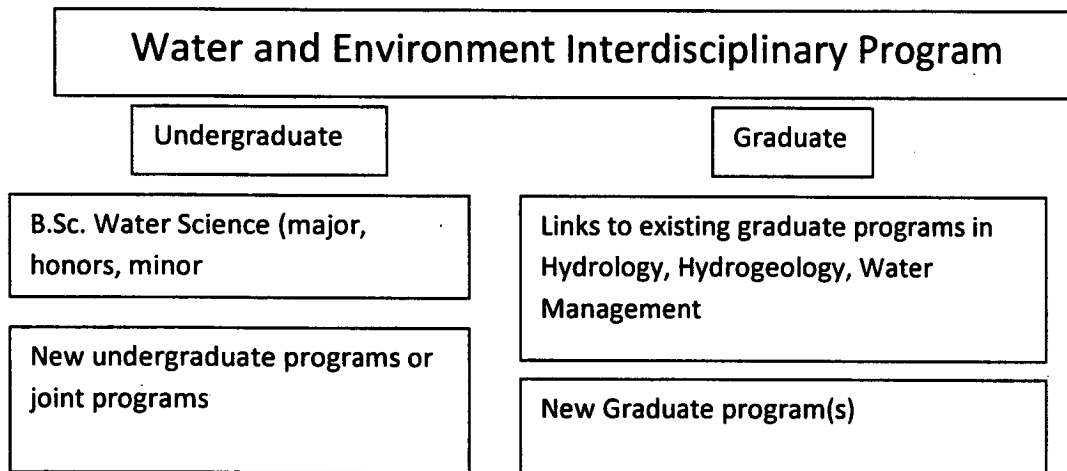 Water and Environment Interdisciplinary Program
Undergraduate
B.Sc. Water Science (major,
honors, minor
New undergraduate programs or
joint programs
Graduate
Links to existing graduate programs in
Hydrology, Hydrogeology, Water
Management
New Graduate program(s)